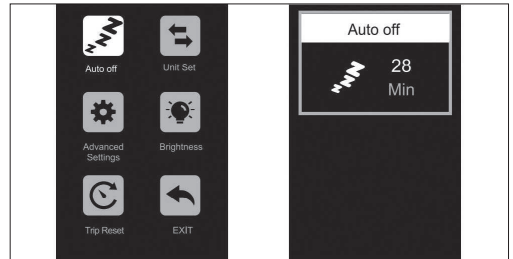 Auto off
Unit Set
Advanced
Settings
Brightness
Trip Reset
EXIT
Auto off
28
Min